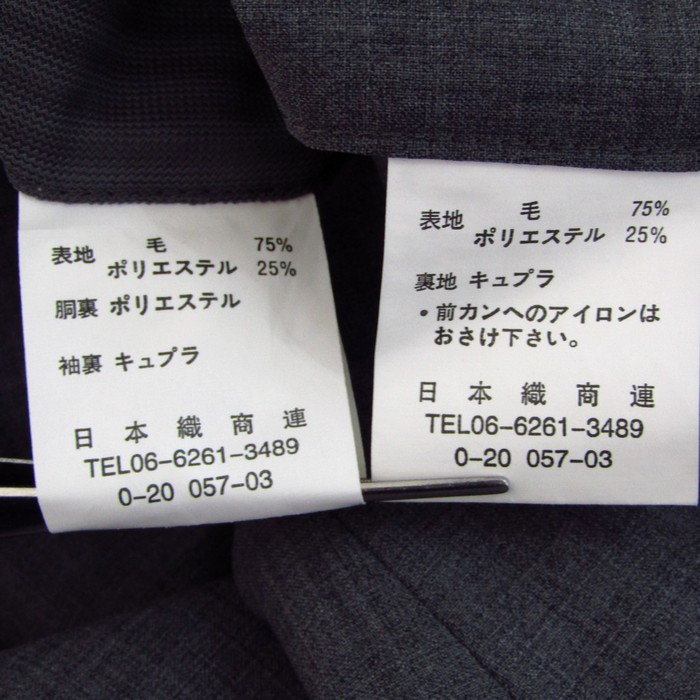 表地 毛 75%
ポリエステル 25%
胴裏 ポリエステル
袖裏 キュプラ
日本織商連
TEL06-6261-3489
0-20 057-03
表地 毛 75%
ポリエステル 25%
裏地 キュプラ
・前カンへのアイロンは
おさけ下さい。
日本織商連
TEL06-6261-3489
0-20 057-03